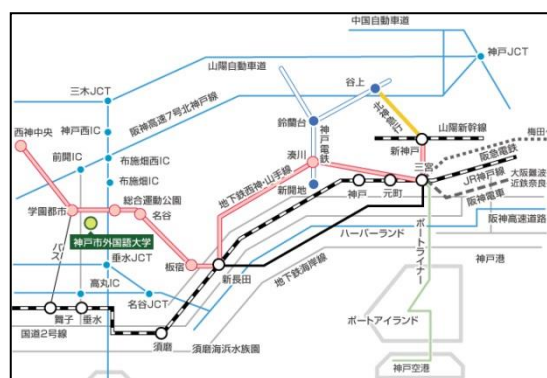 中国自動車道
神戸JCT
山陽自動車道
三木JCT
阪神高速7号北神戸線
谷上
北神急行
鈴蘭台
神戸電鉄
神戸西IC
西神中央
前開IC
布施畑西IC
布施畑IC
湊川
新神戸
山陽新幹線
梅田
三宮
阪急電鉄
JR神戸線
大阪難波
近鉄奈良
阪神電車
地下鉄西神・山手線
新開地
神戸
元町
学園都市
総合運動公園
名谷
神戸市外国語大学
バス
垂水JCT
板宿
新長田
ハーバーランド
阪神高速道路
ポートライナー
神戸港
地下鉄海岸線
高丸IC
名谷JCT
舞子
垂水
国道2号線
須磨
須磨海浜水族園
ポートアイランド
神戸空港